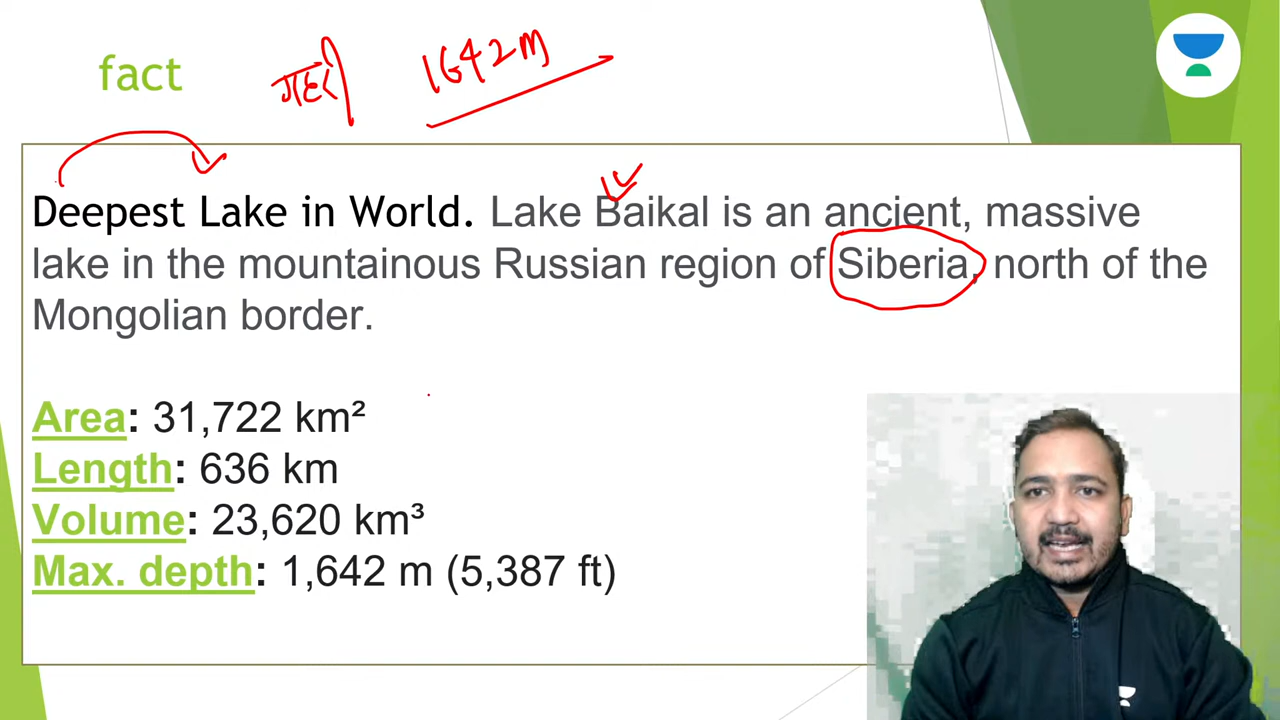 fact
गहरी 1642m
Deepest Lake in World. Lake Baikal is an ancient, massive
lake in the mountainous Russian region of Siberia, north of the
Mongolian border.
Area: 31,722 km²
Length: 636 km
Volume: 23,620 km³
Max. depth: 1,642 m (5,387 ft)